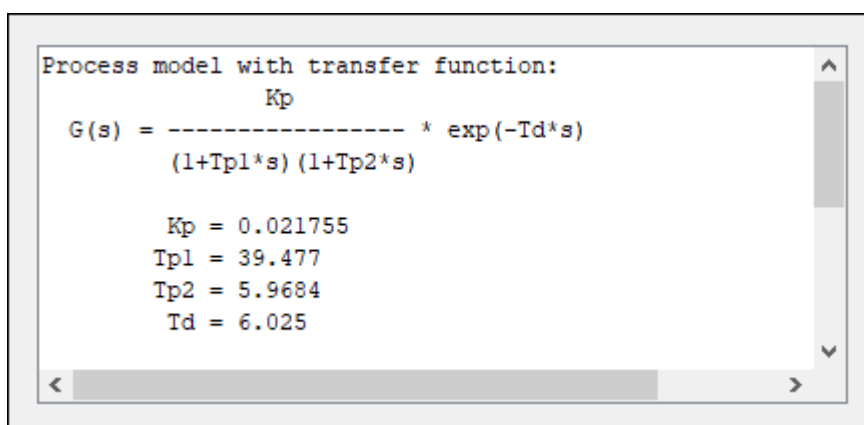 Process model with transfer function:
Kp
G(s) = ----------------- * exp(-Td*s)
(1+Tp1*s)(1+Tp2*s)
Kp = 0.021755
Tp1 = 39.477
Tp2 = 5.9684
Td = 6.025